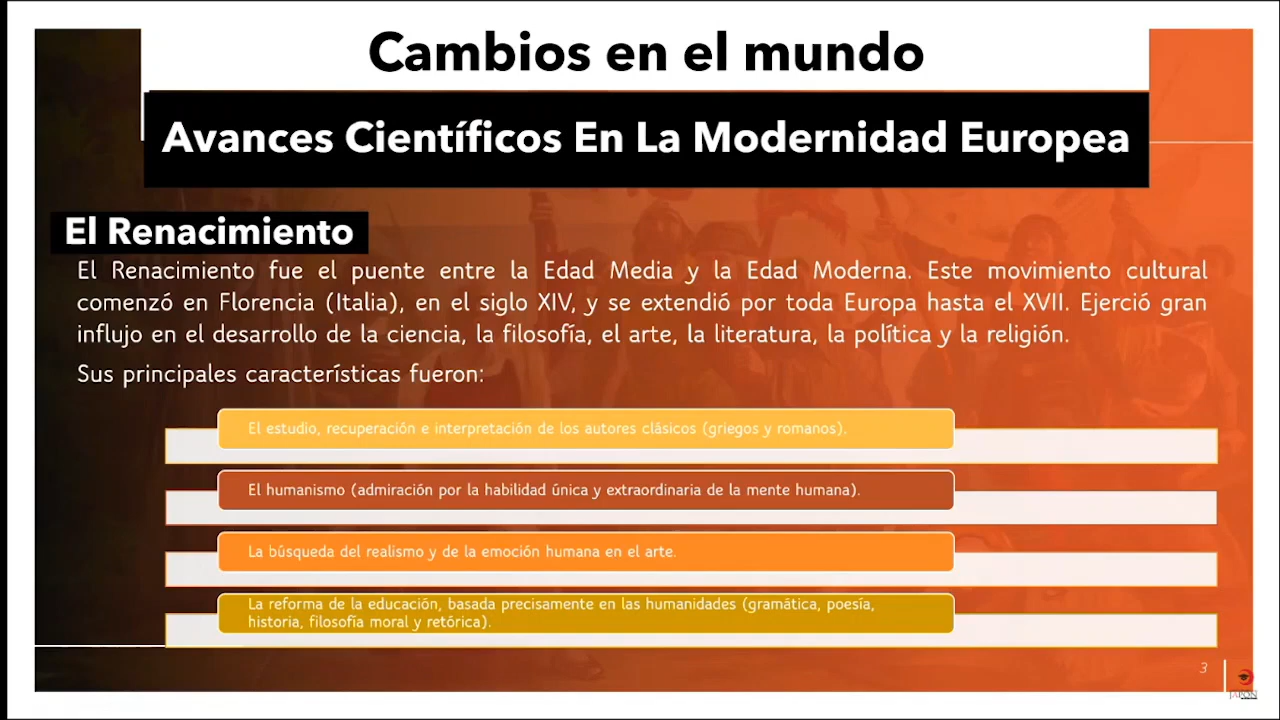 Cambios en el mundo
Avances Científicos En La Modernidad Europea
El Renacimiento
El Renacimiento fue el puente entre la Edad Media y la Edad Moderna. Este movimiento cultural
comenzó en Florencia (Italia), en el siglo XIV, y se extendió por toda Europa hasta el XVII. Ejerció gran
influjo en el desarrollo de la ciencia, la filosofía, el arte, la literatura, la política y la religión.
Sus principales características fueron:
El estudio, recuperación e interpretación de los autores clásicos (griegos y romanos).
El humanismo (admiración por la habilidad única y extraordinaria de la mente humana).
La búsqueda del realismo y de la emoción humana en el arte.
La reforma de la educación, basada precisamente en las humanidades (gramática, poesía,
historia, filosofía moral y retórica).
3
JAPON